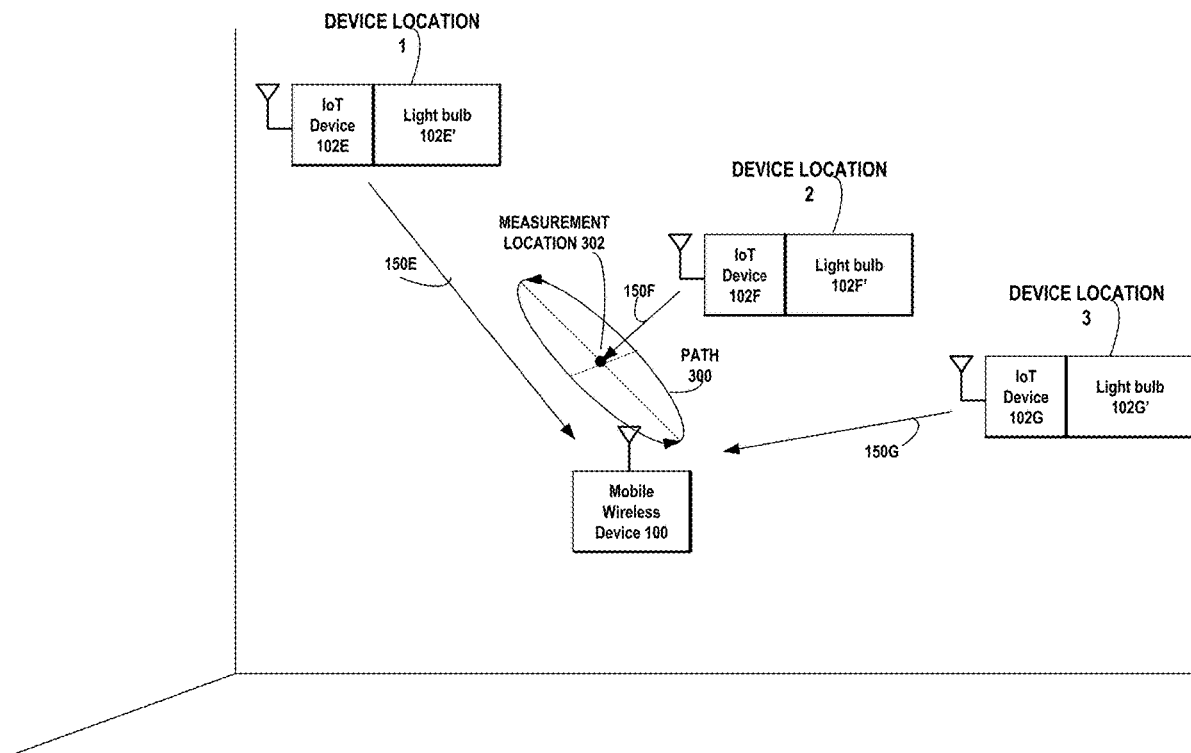 DEVICE LOCATION
1
IoT
Device
102E
Light bulb
102E'
DEVICE LOCATION
2
MEASUREMENT
LOCATION 302
IoT
Device
102F
Light bulb
102F'
150E
150F
DEVICE LOCATION
3
PATH
300
IoT
Device
102G
Light bulb
102G'
150G
Mobile
Wireless
Device 100